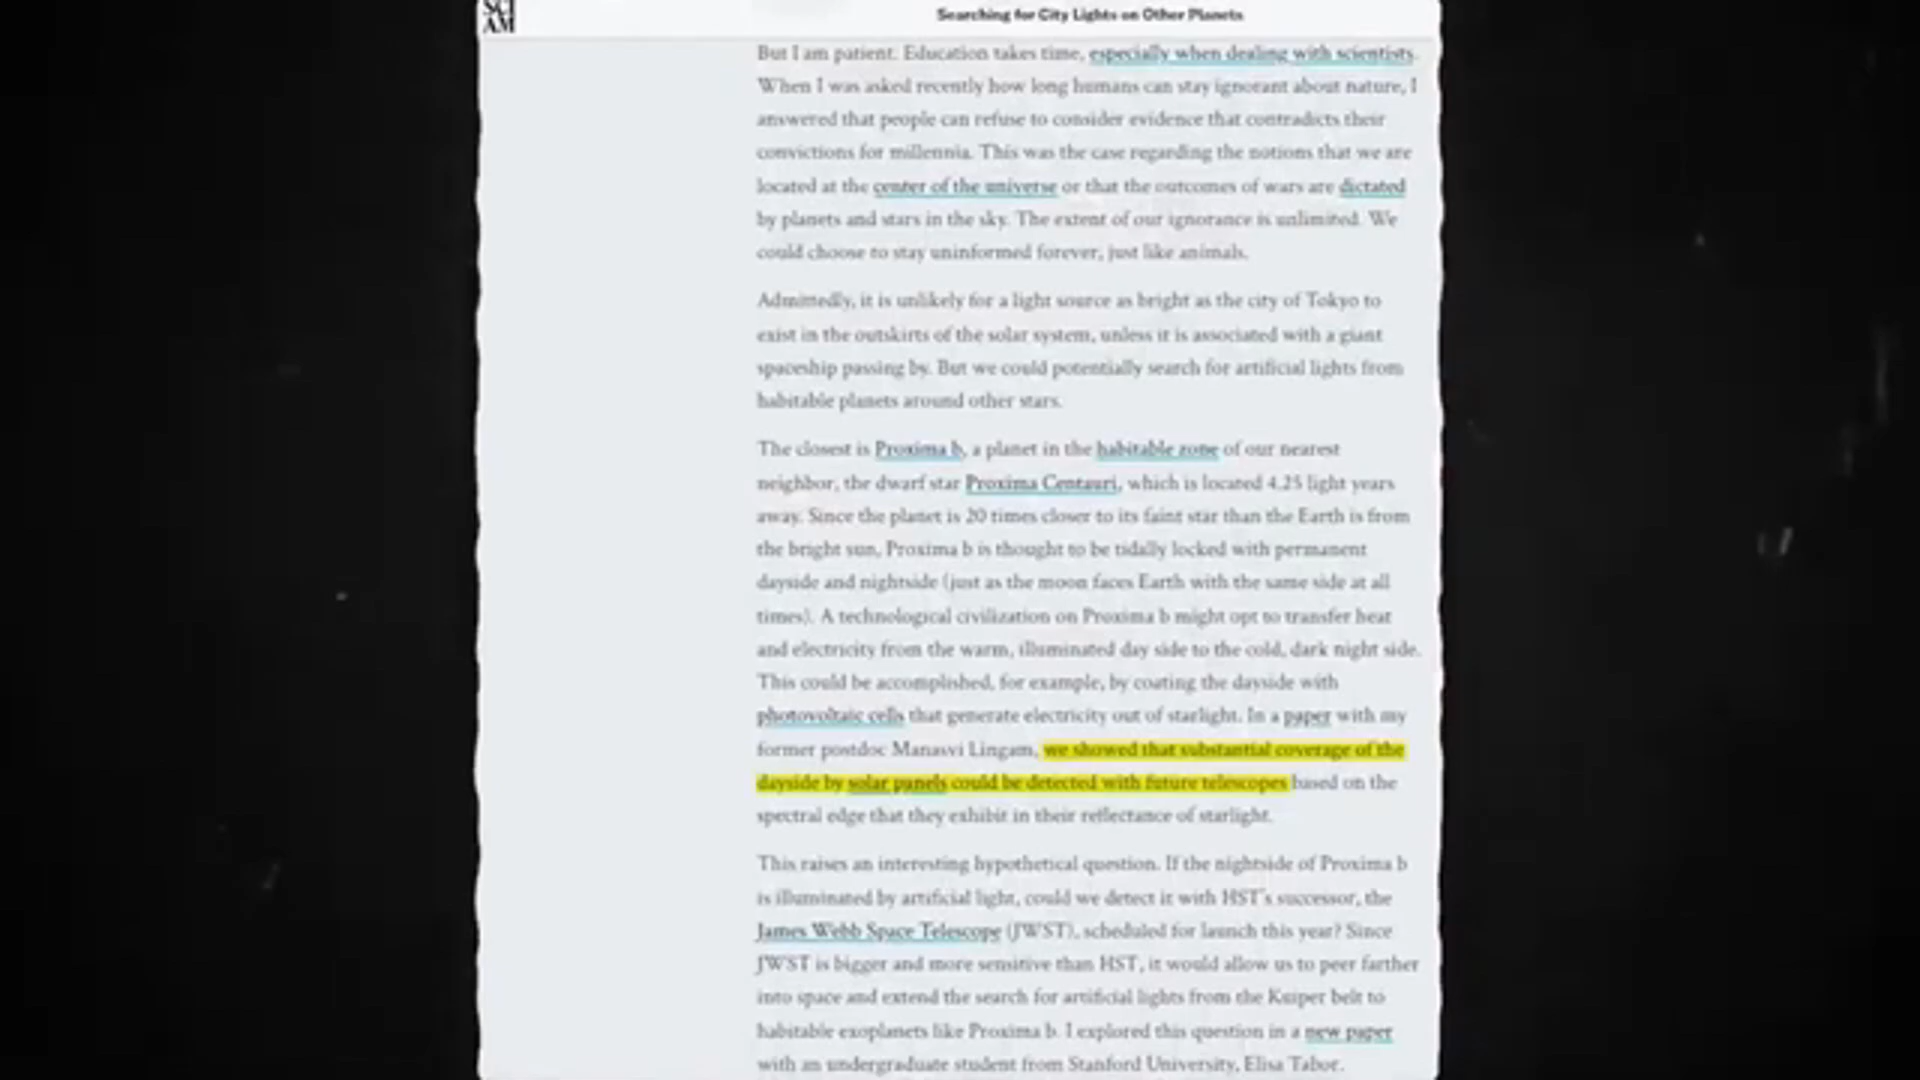 SCI
AM
Searching for City Lights on Other Planets
But I am patient. Education takes time, especially when dealing with scientists.
When I was asked recently how long humans can stay ignorant about nature, I
answered that people can refuse to consider evidence that contradicts their
convictions for millennia. This was the case regarding the notions that we are
located at the center of the universe or that the outcomes of wars are dictated
by planets and stars in the sky. The extent of our ignorance is unlimited. We
could choose to stay uninformed forever, just like animals.
Admittedly, it is unlikely for a light source as bright as the city of Tokyo to
exist in the outskirts of the solar system, unless it is associated with a giant
spaceship passing by. But we could potentially search for artificial lights from
habitable planets around other stars.
The closest is Proxima b, a planet in the habitable zone of our nearest
neighbor, the dwarf star Proxima Centauri, which is located 4.25 light years
away. Since the planet is 20 times closer to its faint star than the Earth is from
the bright sun, Proxima b is thought to be tidally locked with permanent
dayside and nightside (just as the moon faces Earth with the same side at all
times). A technological civilization on Proxima b might opt to transfer heat
and electricity from the warm, illuminated day side to the cold, dark night side.
This could be accomplished, for example, by coating the dayside with
photovoltaic cells that generate electricity out of starlight. In a paper with my
former postdoc Manasvi Lingam, we showed that substantial coverage of the
dayside by solar panels could be detected with future telescopes based on the
spectral edge that they exhibit in their reflectance of starlight.
This raises an interesting hypothetical question. If the nightside of Proxima b
is illuminated by artificial light, could we detect it with HST's successor, the
James Webb Space Telescope (JWST), scheduled for launch this year? Since
JWST is bigger and more sensitive than HST, it would allow us to peer farther
into space and extend the search for artificial lights from the Kuiper belt to
habitable exoplanets like Proxima b. I explored this question in a new paper
with an undergraduate student from Stanford University, Elisa Tabor.